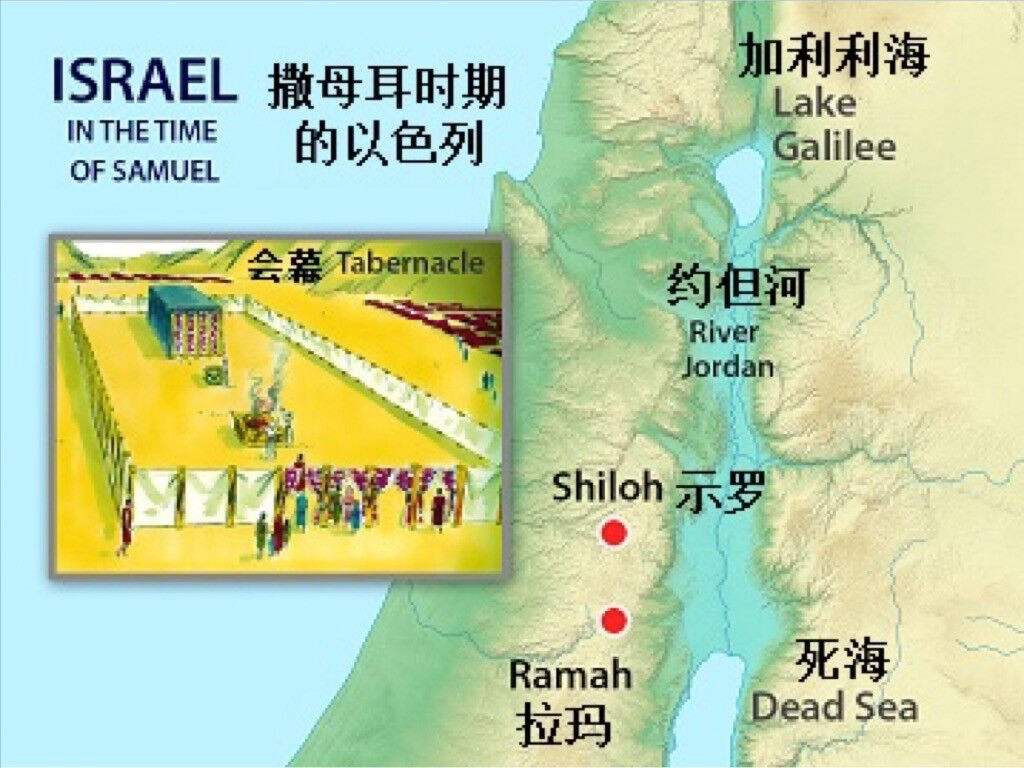 ISRAEL
IN THE TIME
OF SAMUEL
撒母耳时期
的以色列
加利利海
Lake
Galilee
会幕 Tabernacle
约但河
River
Jordan
Shiloh 示罗
Ramah
拉玛
死海
Dead Sea